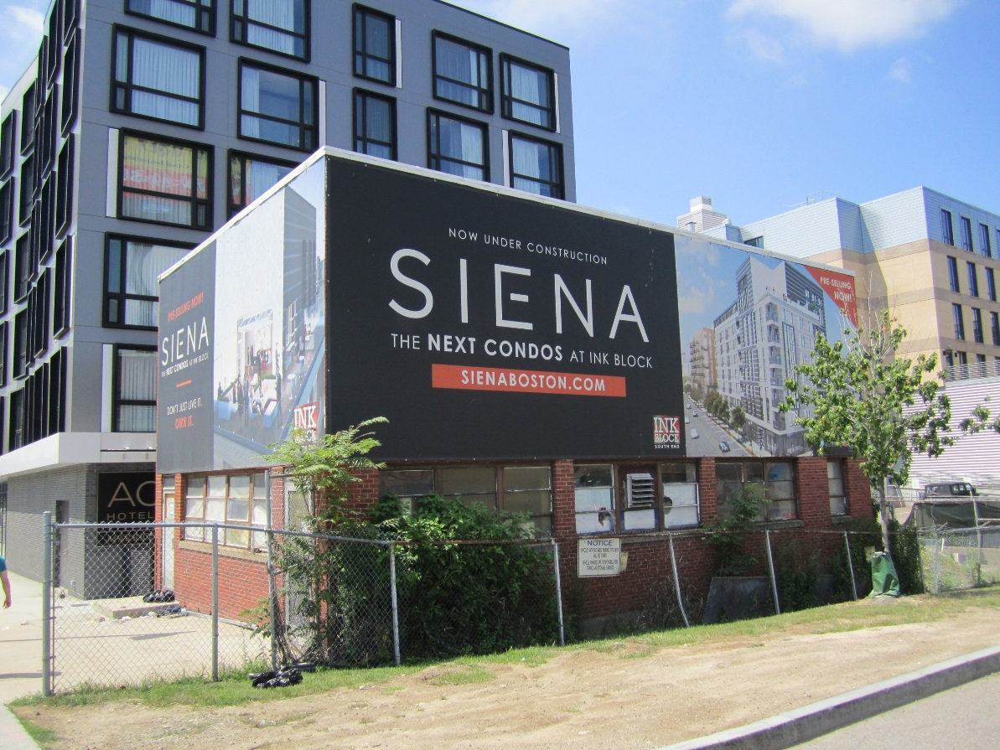 NOW UNDER CONSTRUCTION
SIENA
THE NEXT CONDOS AT INK BLOCK
SIENABOSTON.COM
INK
BLOCK
SOUTH END
PRE-SELLING
NOW!
PRE-SELLING NOW!
SIENA
THE NEXT CONDOS AT INK BLOCK
DON'T JUST LIVE IT.
OWN IT.
INK
AC
HOTEL
NOTICE